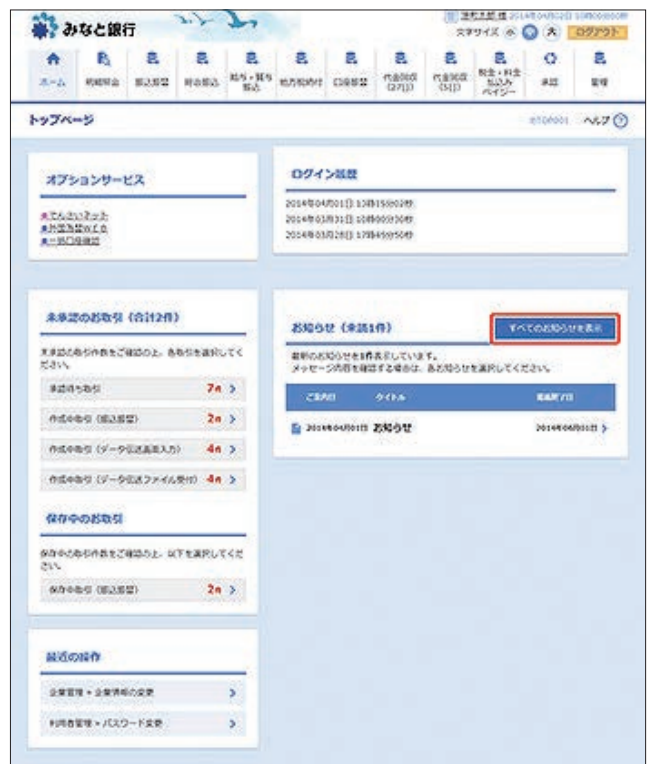 みなと銀行
文字サイズ 小 大 ログアウト
ホーム 明細照会 振込振替 総合振込 給与・賞与振込 地方税納付 口座振替 代金回収(27日) 代金回収(5日) 税金・料金払込みペイジー 承認 管理
トップページ
BTOP001 ヘルプ
オプションサービス
でんさいネット
外国為替WEB
一括口座確認
ログイン履歴
2014年04月01日 13時15分02秒
2014年03月31日 10時00分30秒
2014年03月28日 17時45分50秒
未承認のお取引(合計2件)
未承認の取引件数をご確認の上、各取引を選択してく
ださい。
承認待ち取引 7件
作成中取引(振込振替) 2件
作成中取引(データ伝送画面入力) 4件
作成中取引(データ伝送ファイル受付) 4件
保存中のお取引
保存中の取引件数をご確認の上、以下を選択してくだ
さい。
保存中取引(振込振替) 2件
最近の操作
企業管理 > 企業情報の変更
利用者管理 > パスワード変更
お知らせ(未読1件) すべてのお知らせを表示
最新のお知らせを1件表示しています。
メッセージ内容を確認する場合は、各お知らせを選択してください。
ご案内日 タイトル 掲載終了日
2014年04月01日 お知らせ 2014年06月01日